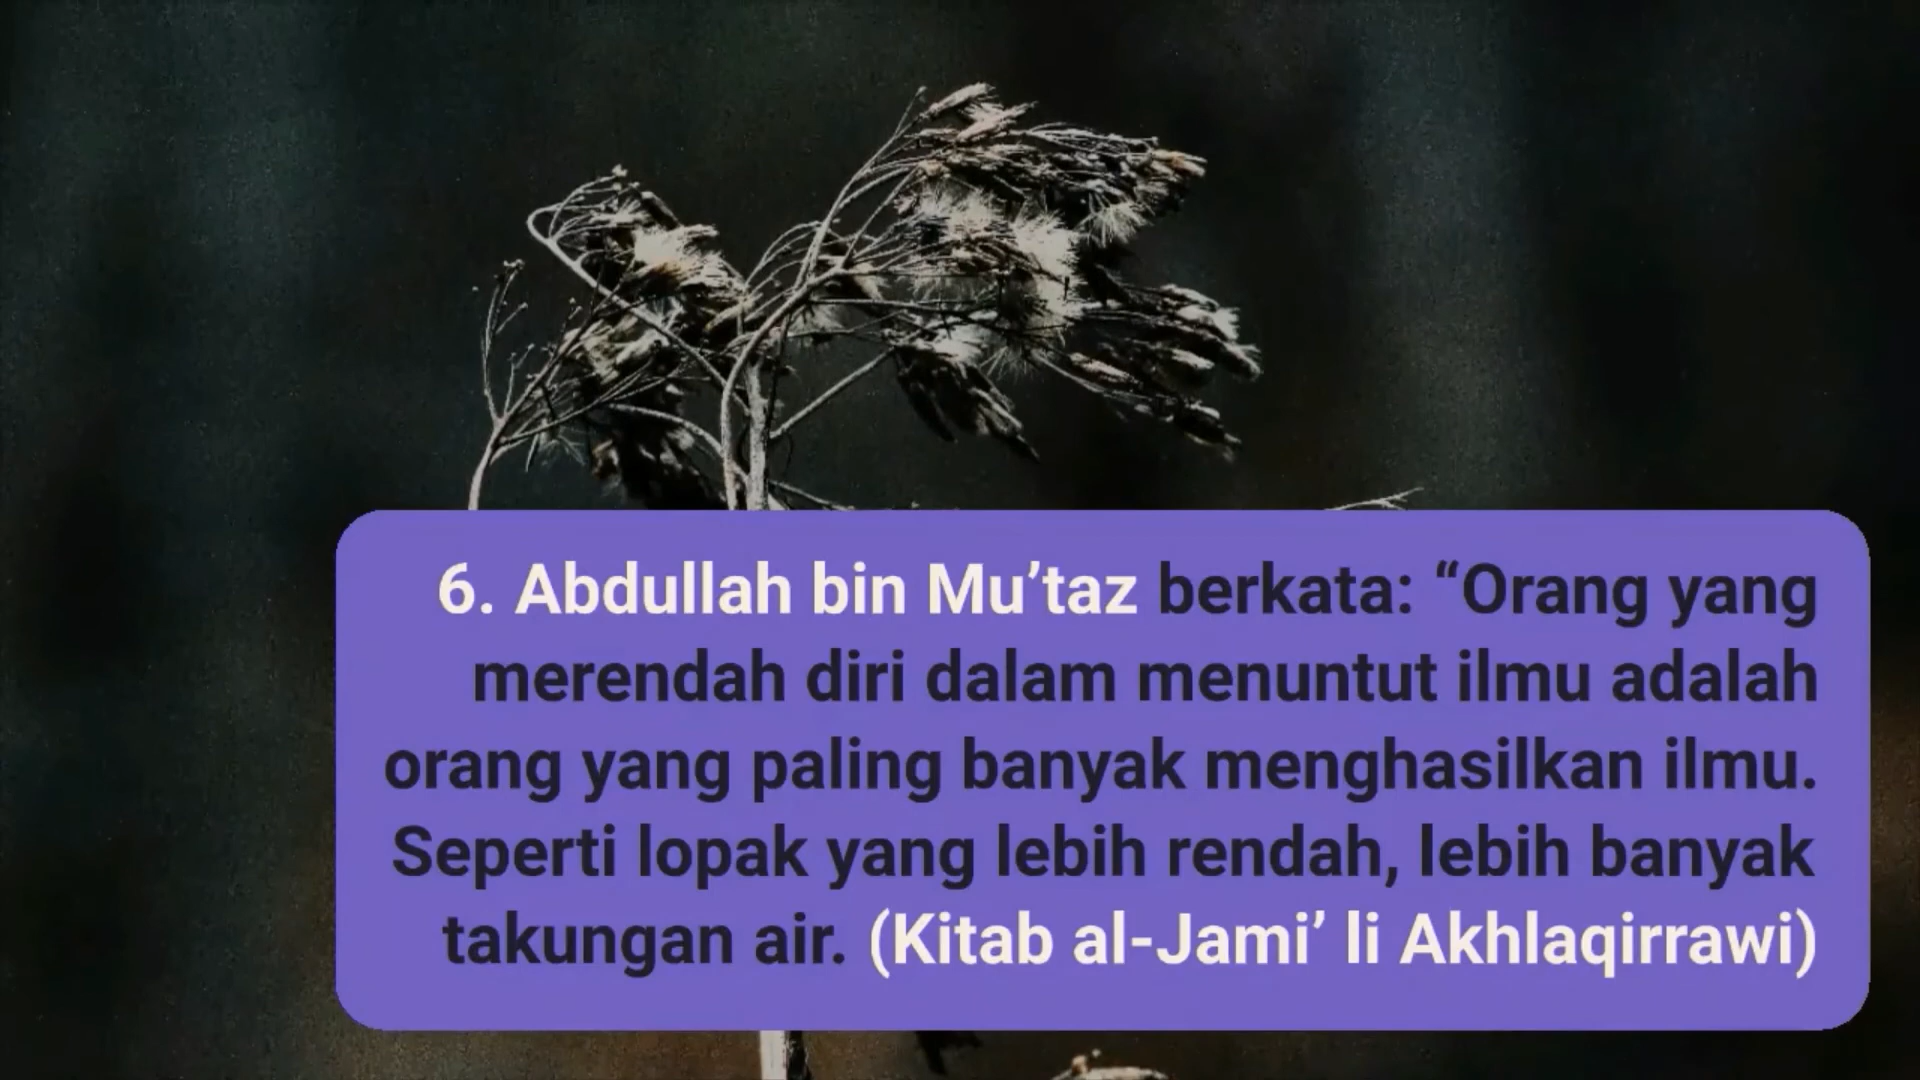 6. Abdullah bin Mu’taz berkata: “Orang yang
merendah diri dalam menuntut ilmu adalah
orang yang paling banyak menghasilkan ilmu.
Seperti lopak yang lebih rendah, lebih banyak
takungan air. (Kitab al-Jami’ li Akhlaqirrawi)